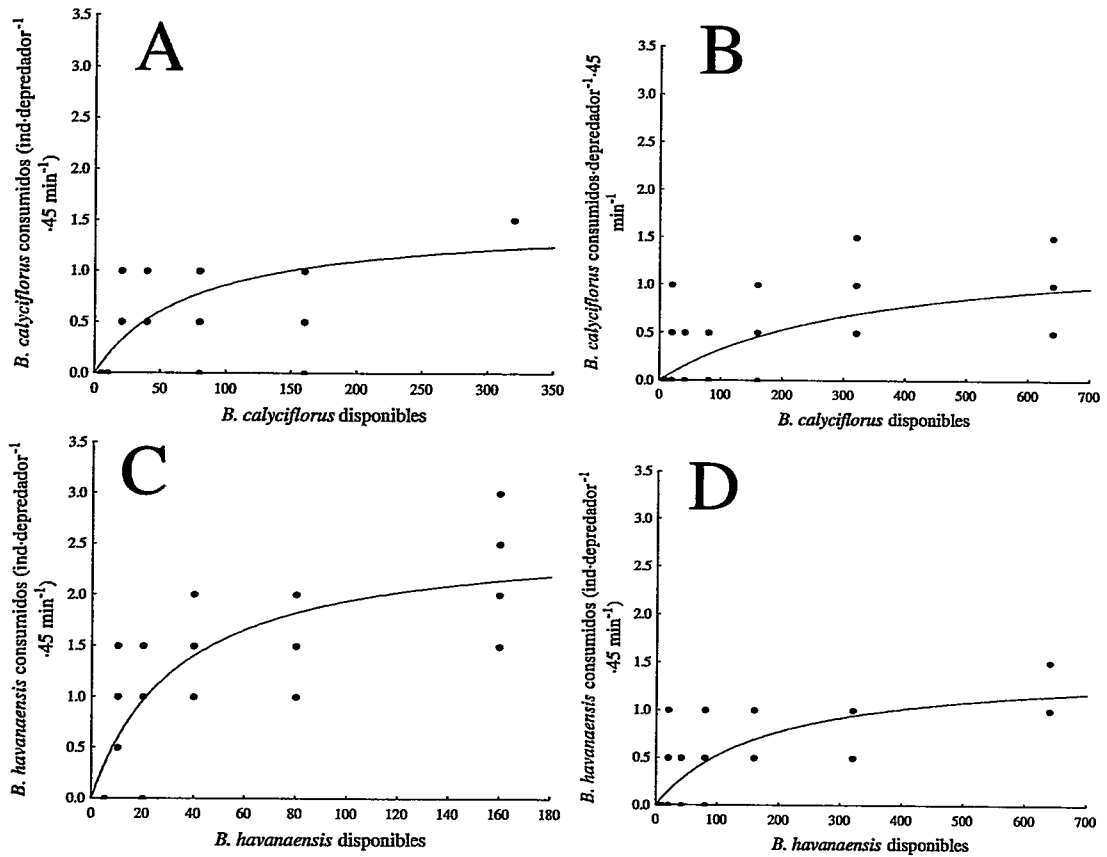 A
3.5
3.0
2.5
2.0
1.5
1.0
0.5
0.0
B. calyciflorus consumidos (ind·depredador-1
·45 min-1)
0 50 100 150 200 250 300 350
B. calyciflorus disponibles
B
3.5
3.0
2.5
2.0
1.5
1.0
0.5
0.0
B. calyciflorus consumidos·depredador-1·45
min-1
0 100 200 300 400 500 600 700
B. calyciflorus disponibles
C
3.5
3.0
2.5
2.0
1.5
1.0
0.5
0.0
B. havanaensis consumidos (ind·depredador-1
·45 min-1)
0 20 40 60 80 100 120 140 160 180
B. havanaensis disponibles
D
3.5
3.0
2.5
2.0
1.5
1.0
0.5
0.0
B. havanaensis consumidos (ind·depredador-1
·45 min-1)
0 100 200 300 400 500 600 700
B. havanaensis disponibles